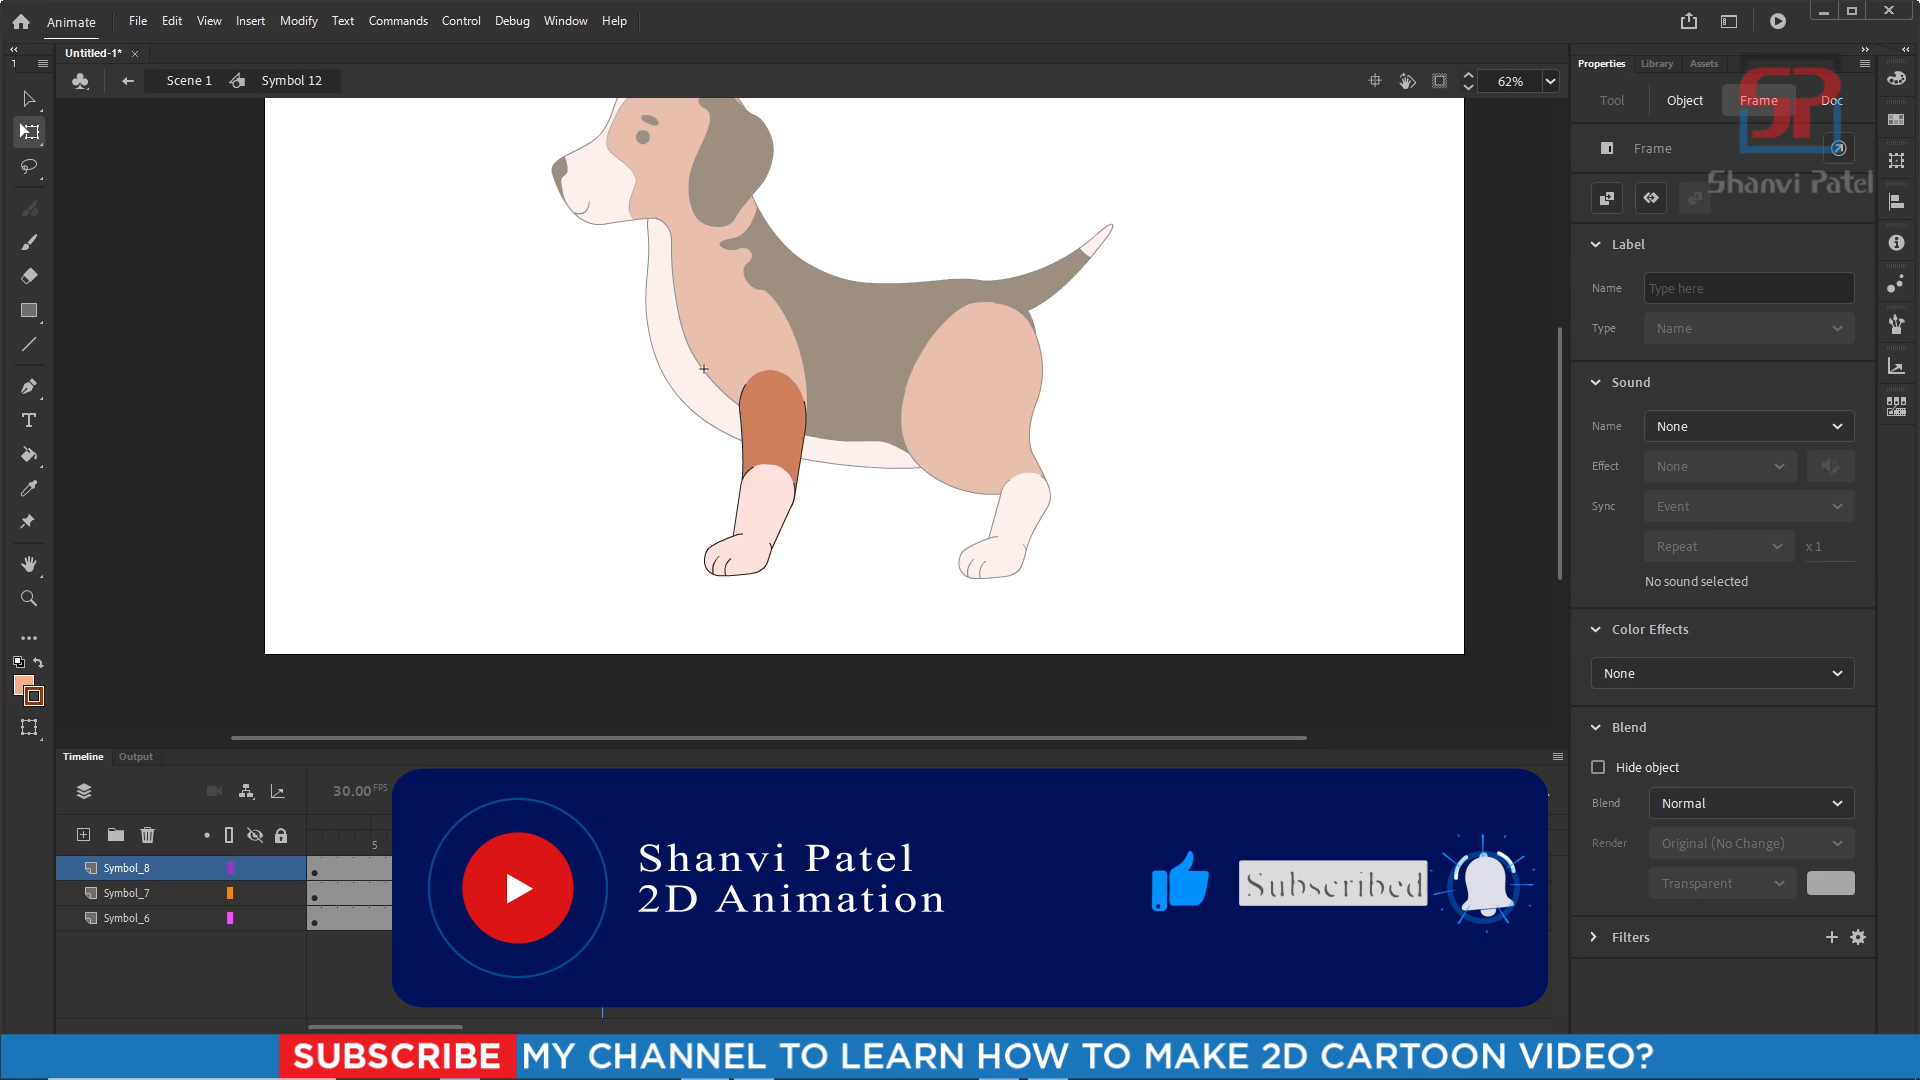 Animate File Edit View Insert Modify Text Commands Control Debug Window Help
Untitled-1*
Scene 1 Symbol 12 62%
Properties Library Assets
Tool Object Frame Doc
Frame
Shanvi Patel
Label
Name Type here
Type Name
Sound
Name None
Effect None
Sync Event
Repeat x 1
No sound selected
Color Effects
None
Blend
Hide object
Blend Normal
Render Original (No Change)
Transparent
Filters
Timeline Output
30.00 FPS
5
Symbol_8
Symbol_7
Symbol_6
Shanvi Patel
2D Animation
Subscribed
SUBSCRIBE MY CHANNEL TO LEARN HOW TO MAKE 2D CARTOON VIDEO?